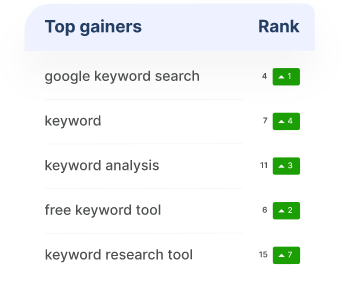 Top gainers Rank
google keyword search 4 ▲ 1
keyword 7 ▲ 4
keyword analysis 11 ▲ 3
free keyword tool 6 ▲ 2
keyword research tool 15 ▲ 7